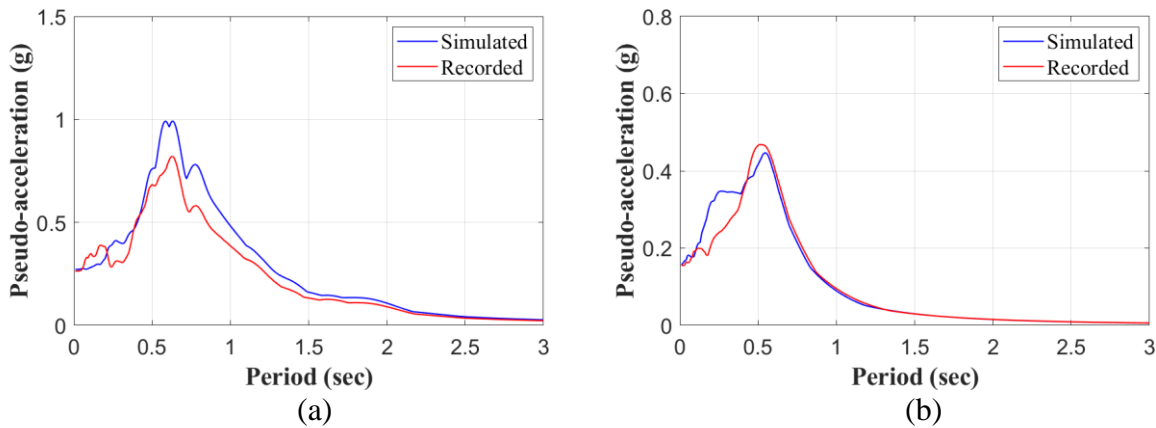 1.5
1
0.5
0
Pseudo-acceleration (g)
Simulated
Recorded
0 0.5 1 1.5 2 2.5 3
Period (sec)
(a)
0.8
0.6
0.4
0.2
0
Pseudo-acceleration (g)
Simulated
Recorded
0 0.5 1 1.5 2 2.5 3
Period (sec)
(b)